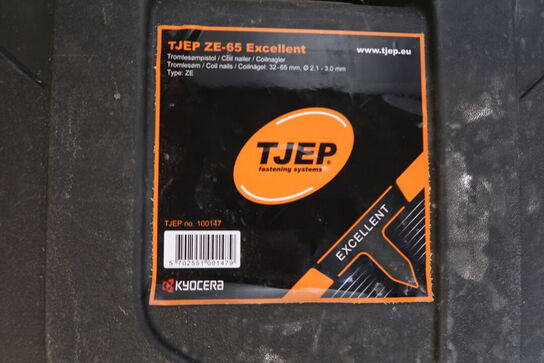 TJEP ZE-65 Excellent
www.tjep.eu
Tromlesømpistol / Coil nailer / Coilnagler
Tromlesøm / Coil nails / Coilnägel: 32-65 mm, Ø 2.1 - 3.0 mm
Type: ZE
TJEP®
fastening systems
EXCELLENT
TJEP no. 100147
5 702551 001479
KYOCERA